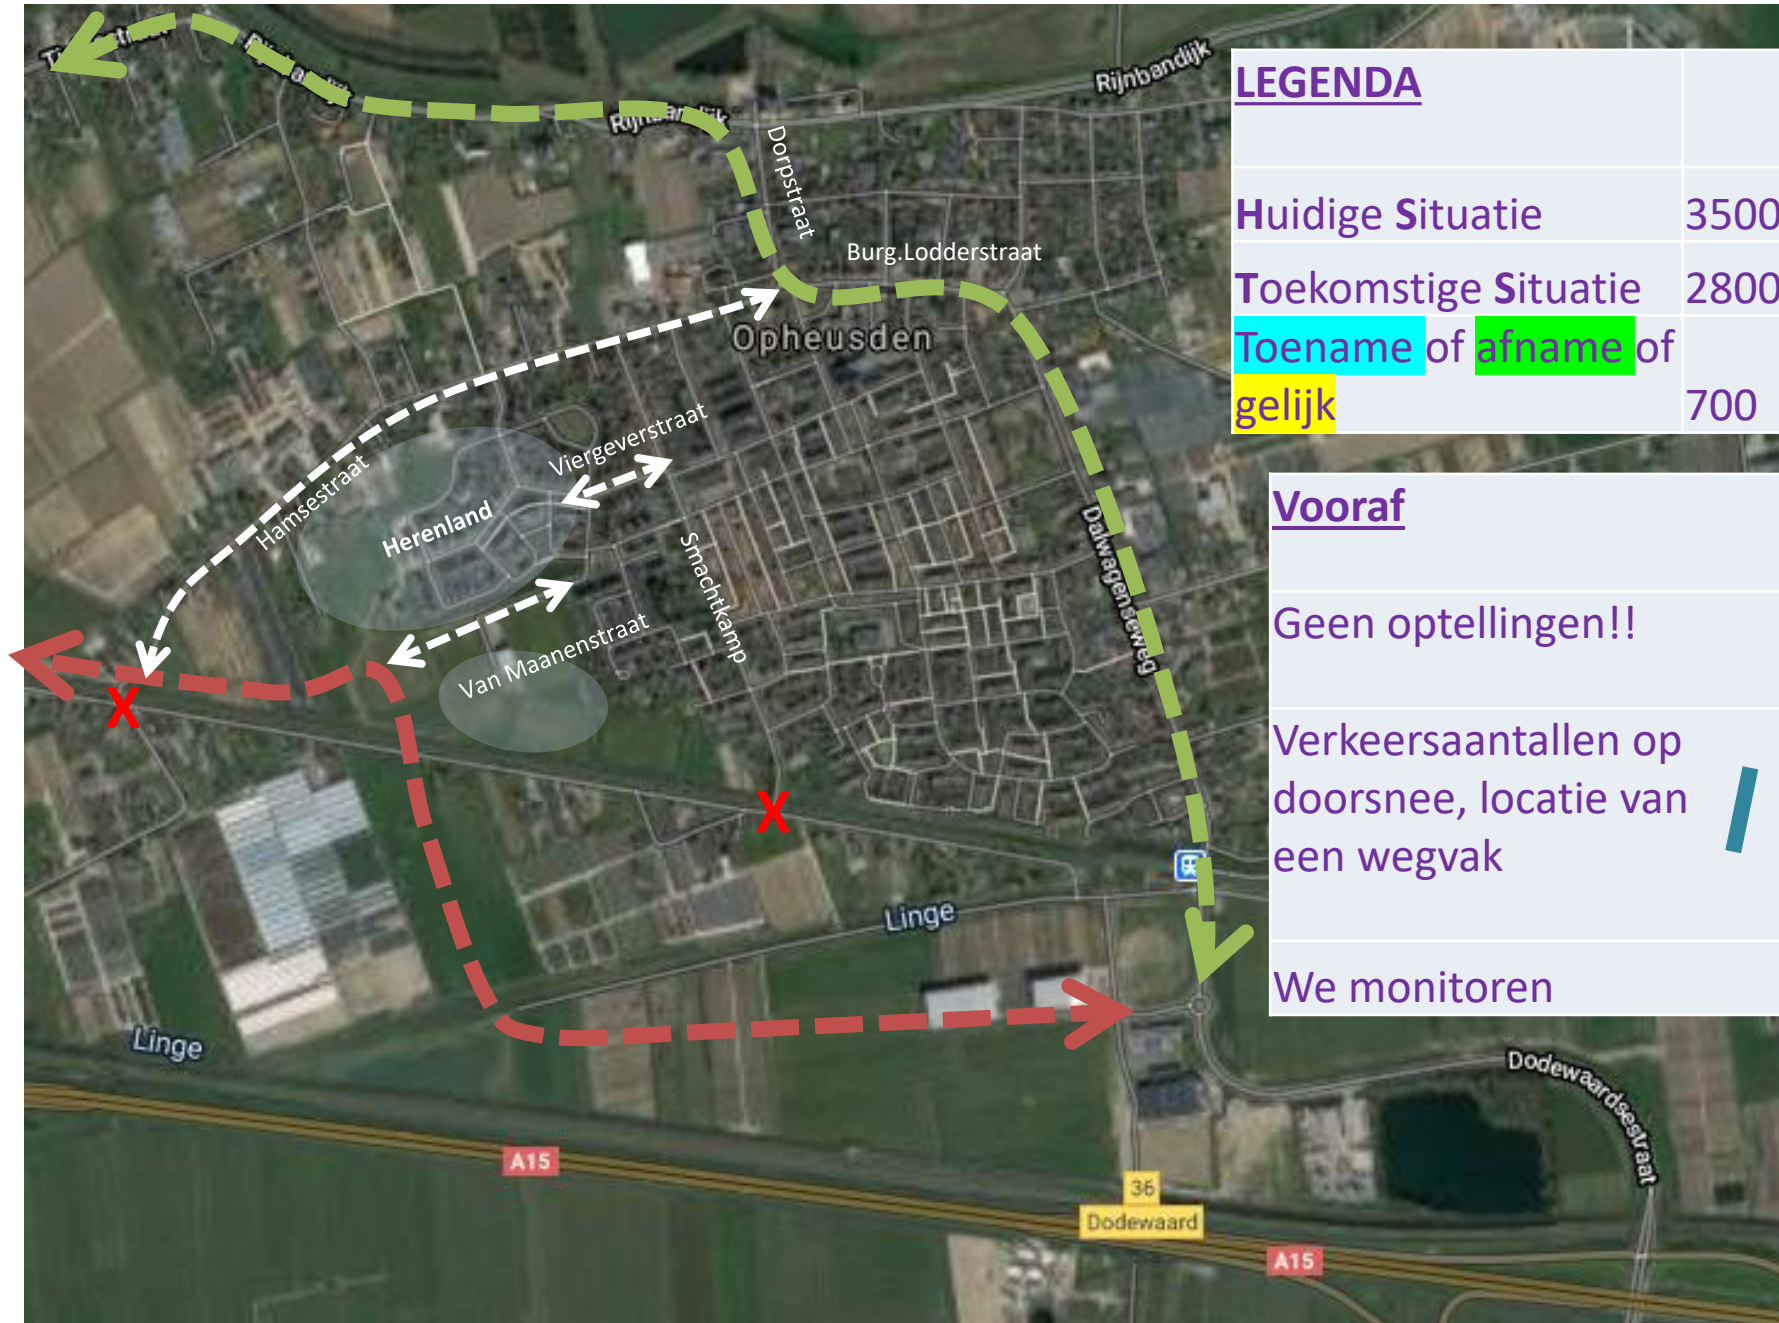 Rijnbandijk
Rijnbandijk
Dorpstraat
Burg.Lodderstraat
Opheusden
Viergeverstraat
Hamsestraat
Herenland
Smachtkamp
Dalwagenseweg
Van Maanenstraat
X
X
Linge
Linge
Dodewaardsestraat
A15
36
Dodewaard
A15
LEGENDA
Huidige Situatie 3500
Toekomstige Situatie 2800
Toename of afname of
gelijk 700
Vooraf
Geen optellingen!!
Verkeersaantallen op
doorsnee, locatie van
een wegvak
We monitoren